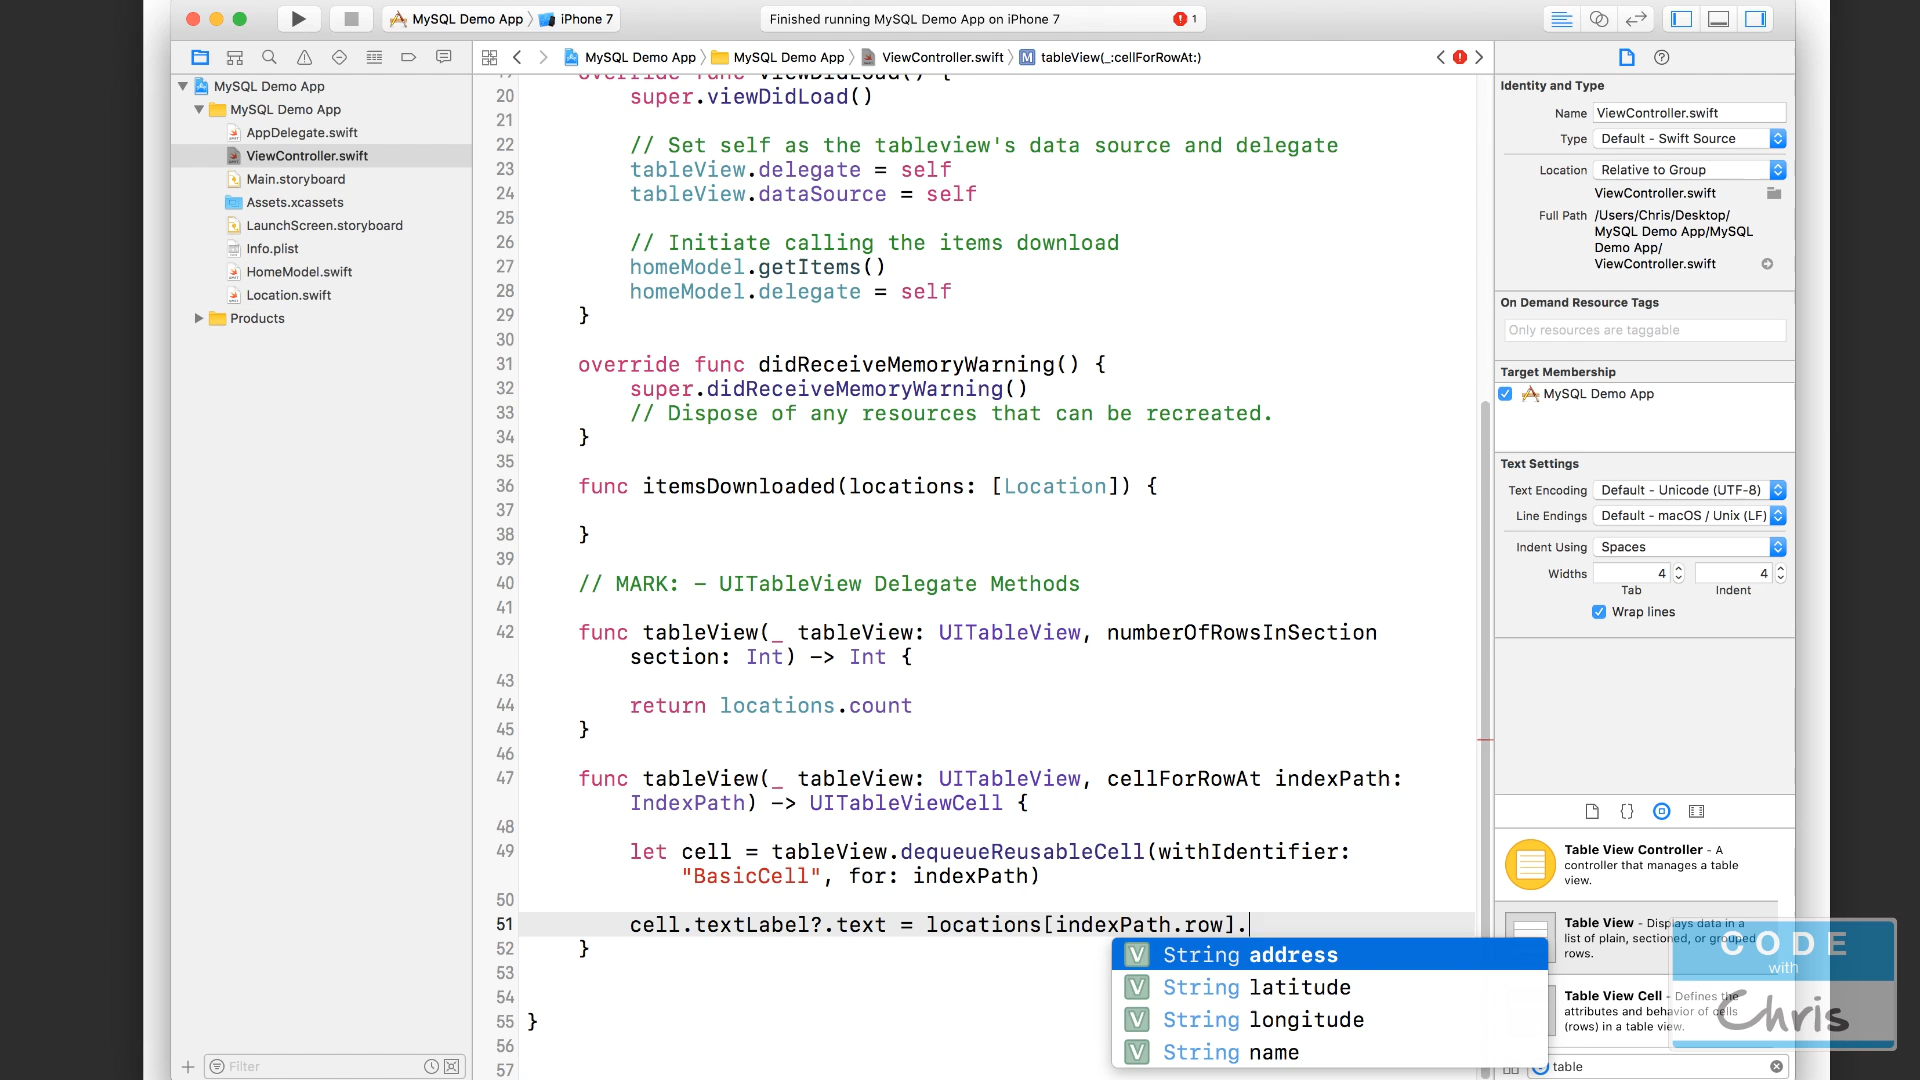 MySQL Demo App
iPhone 7
Finished running MySQL Demo App on iPhone 7
1
MySQL Demo App
MySQL Demo App
ViewController.swift
M
tableView(_:cellForRowAt:)
MySQL Demo App
MySQL Demo App
AppDelegate.swift
ViewController.swift
Main.storyboard
Assets.xcassets
LaunchScreen.storyboard
Info.plist
HomeModel.swift
Location.swift
Products
Filter
override func viewDidLoad() {
20 super.viewDidLoad()
21
22 // Set self as the tableview's data source and delegate
23 tableView.delegate = self
24 tableView.dataSource = self
25
26 // Initiate calling the items download
27 homeModel.getItems()
28 homeModel.delegate = self
29 }
30
31 override func didReceiveMemoryWarning() {
32 super.didReceiveMemoryWarning()
33 // Dispose of any resources that can be recreated.
34 }
35
36 func itemsDownloaded(locations: [Location]) {
37
38 }
39
40 // MARK: - UITableView Delegate Methods
41
42 func tableView(_ tableView: UITableView, numberOfRowsInSection
section: Int) -> Int {
43
44 return locations.count
45 }
46
47 func tableView(_ tableView: UITableView, cellForRowAt indexPath:
IndexPath) -> UITableViewCell {
48
49 let cell = tableView.dequeueReusableCell(withIdentifier:
"BasicCell", for: indexPath)
50
51 cell.textLabel?.text = locations[indexPath.row].
52 }
53
54
55 }
56
57
V String address
V String latitude
V String longitude
V String name
Identity and Type
Name ViewController.swift
Type Default - Swift Source
Location Relative to Group
ViewController.swift
Full Path /Users/Chris/Desktop/
MySQL Demo App/MySQL
Demo App/
ViewController.swift
On Demand Resource Tags
Only resources are taggable
Target Membership
MySQL Demo App
Text Settings
Text Encoding Default - Unicode (UTF-8)
Line Endings Default - macOS / Unix (LF)
Indent Using Spaces
Widths 4 4
Tab Indent
Wrap lines
Table View Controller - A
controller that manages a table
view.
Table View - Displays data in a
list of plain, sectioned, or grouped
rows.
Table View Cell - Defines the
attributes and behavior of cells
(rows) in a table view.
table
CODE
with
Chris